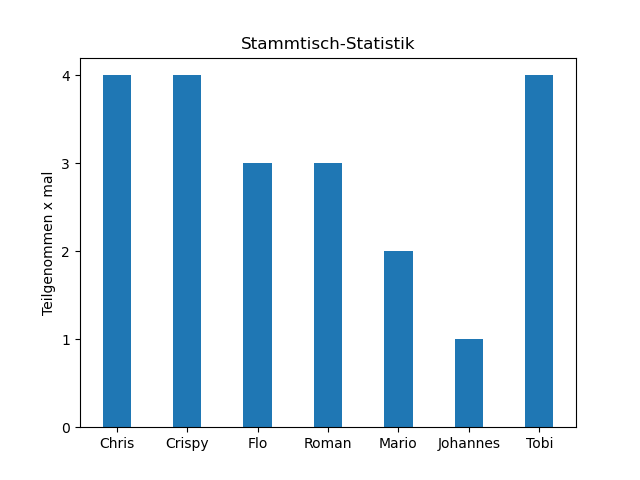 Stammtisch-Statistik
Teilgenommen x mal
4
3
2
1
0
Chris Crispy Flo Roman Mario Johannes Tobi